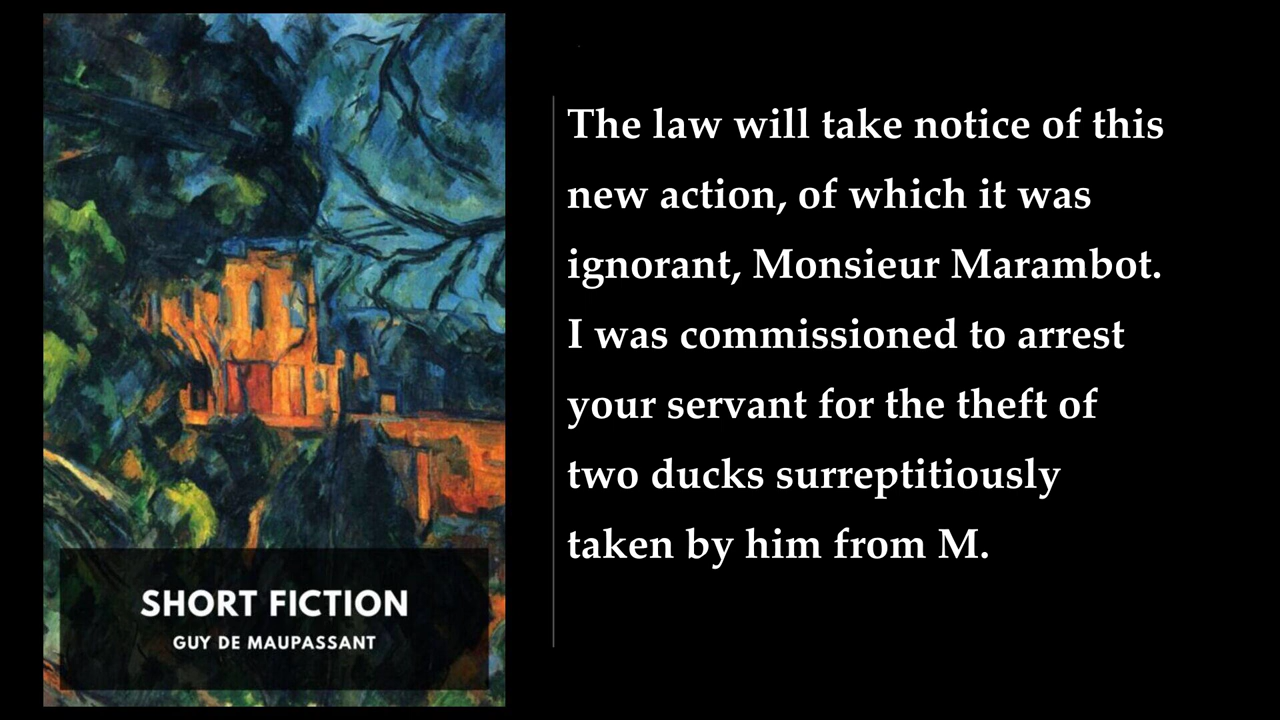 SHORT FICTION
GUY DE MAUPASSANT
The law will take notice of this
new action, of which it was
ignorant, Monsieur Marambot.
I was commissioned to arrest
your servant for the theft of
two ducks surreptitiously
taken by him from M.